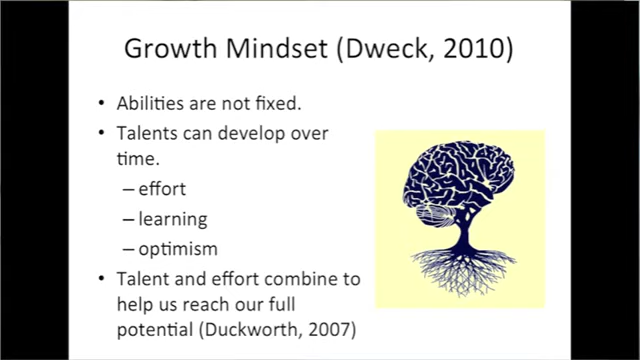 Growth Mindset (Dweck, 2010)
• Abilities are not fixed.
• Talents can develop over
time.
– effort
– learning
– optimism
• Talent and effort combine to
help us reach our full
potential (Duckworth, 2007)